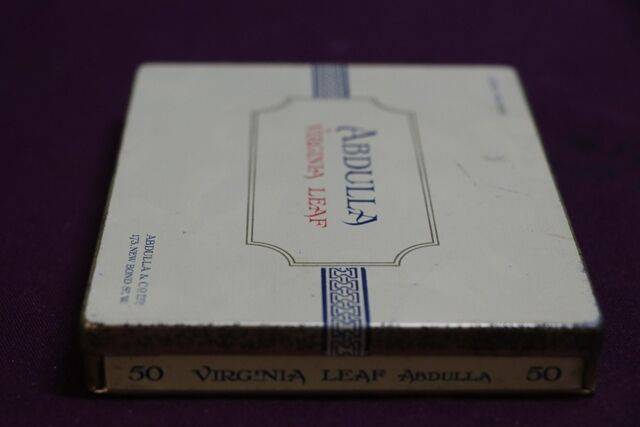 ABDULLA
VIRGINIA LEAF
ABDULLA & CO LTD
173, NEW BOND ST. W.
50 VIRGINIA LEAF ABDULLA 50